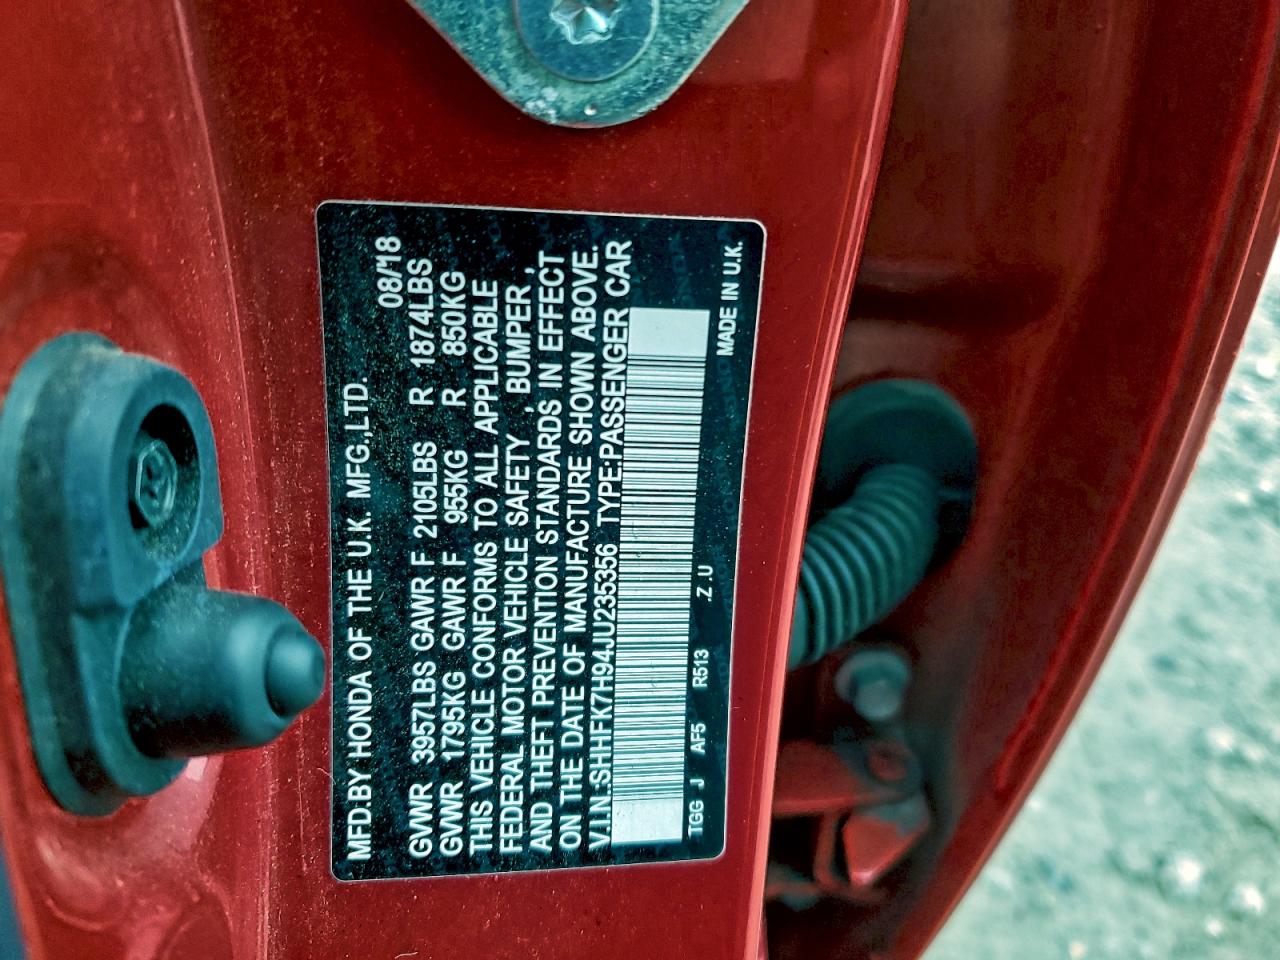 MFD.BY HONDA OF THE U.K. MFG.,LTD.
08/18
GVWR 3957LBS GAWR F 2105LBS R 1874LBS
GVWR 1795KG GAWR F 955KG R 850KG
THIS VEHICLE CONFORMS TO ALL APPLICABLE
FEDERAL MOTOR VEHICLE SAFETY , BUMPER ,
AND THEFT PREVENTION STANDARDS IN EFFECT
ON THE DATE OF MANUFACTURE SHOWN ABOVE.
V.I.N.:SHHFK7H94JU235356 TYPE:PASSENGER CAR
TGG J AF5 R513 .Z.U MADE IN U.K.